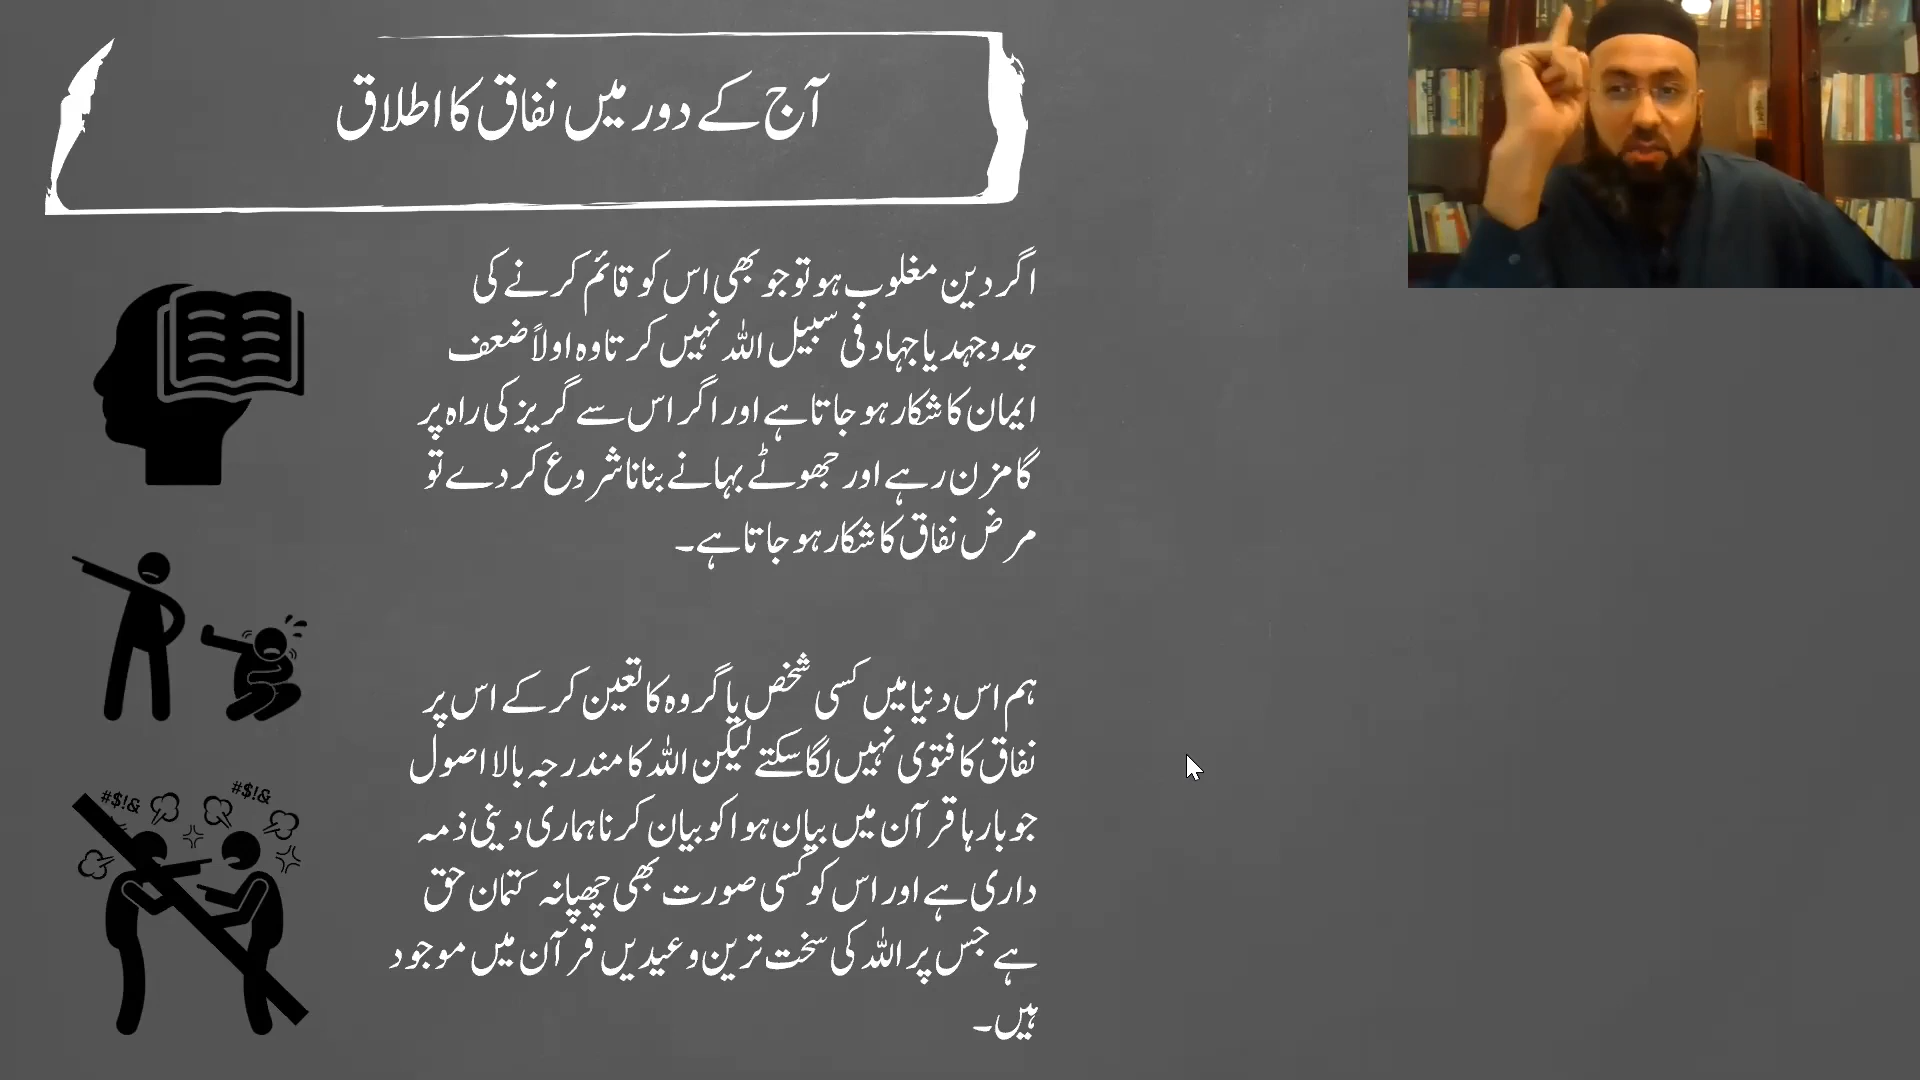 آج کے دور میں نفاق کا اطلاق
اگر دین مغلوب ہو تو جو بھی اس کو قائم کرنے کی
جدوجہد یا جہاد فی سبیل اللہ نہیں کرتا وہ اولاً ضعف
ایمان کا شکار ہو جاتا ہے اور اگر اس سے گریز کی راہ پر
گامزن رہے اور جھوٹے بہانے بنانا شروع کر دے تو
مرض نفاق کا شکار ہو جاتا ہے۔
ہم اس دنیا میں کسی شخص یا گروہ کا تعین کر کے اس پر
نفاق کا فتوی نہیں لگا سکتے لیکن اللہ کا مندرجہ بالا اصول
جو بارہا قرآن میں بیان ہوا کو بیان کرنا ہماری دینی ذمہ
داری ہے اور اس کو کسی صورت بھی چھپانہ کتمان حق
ہے جس پر اللہ کی سخت ترین وعیدیں قرآن میں موجود
ہیں۔
#$!&
#$!&